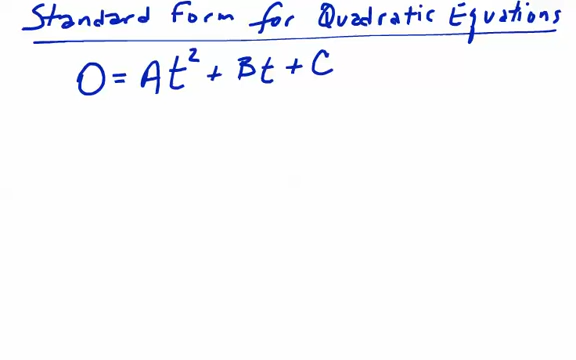 Standard Form for Quadratic Equations
0 = At² + Bt + C